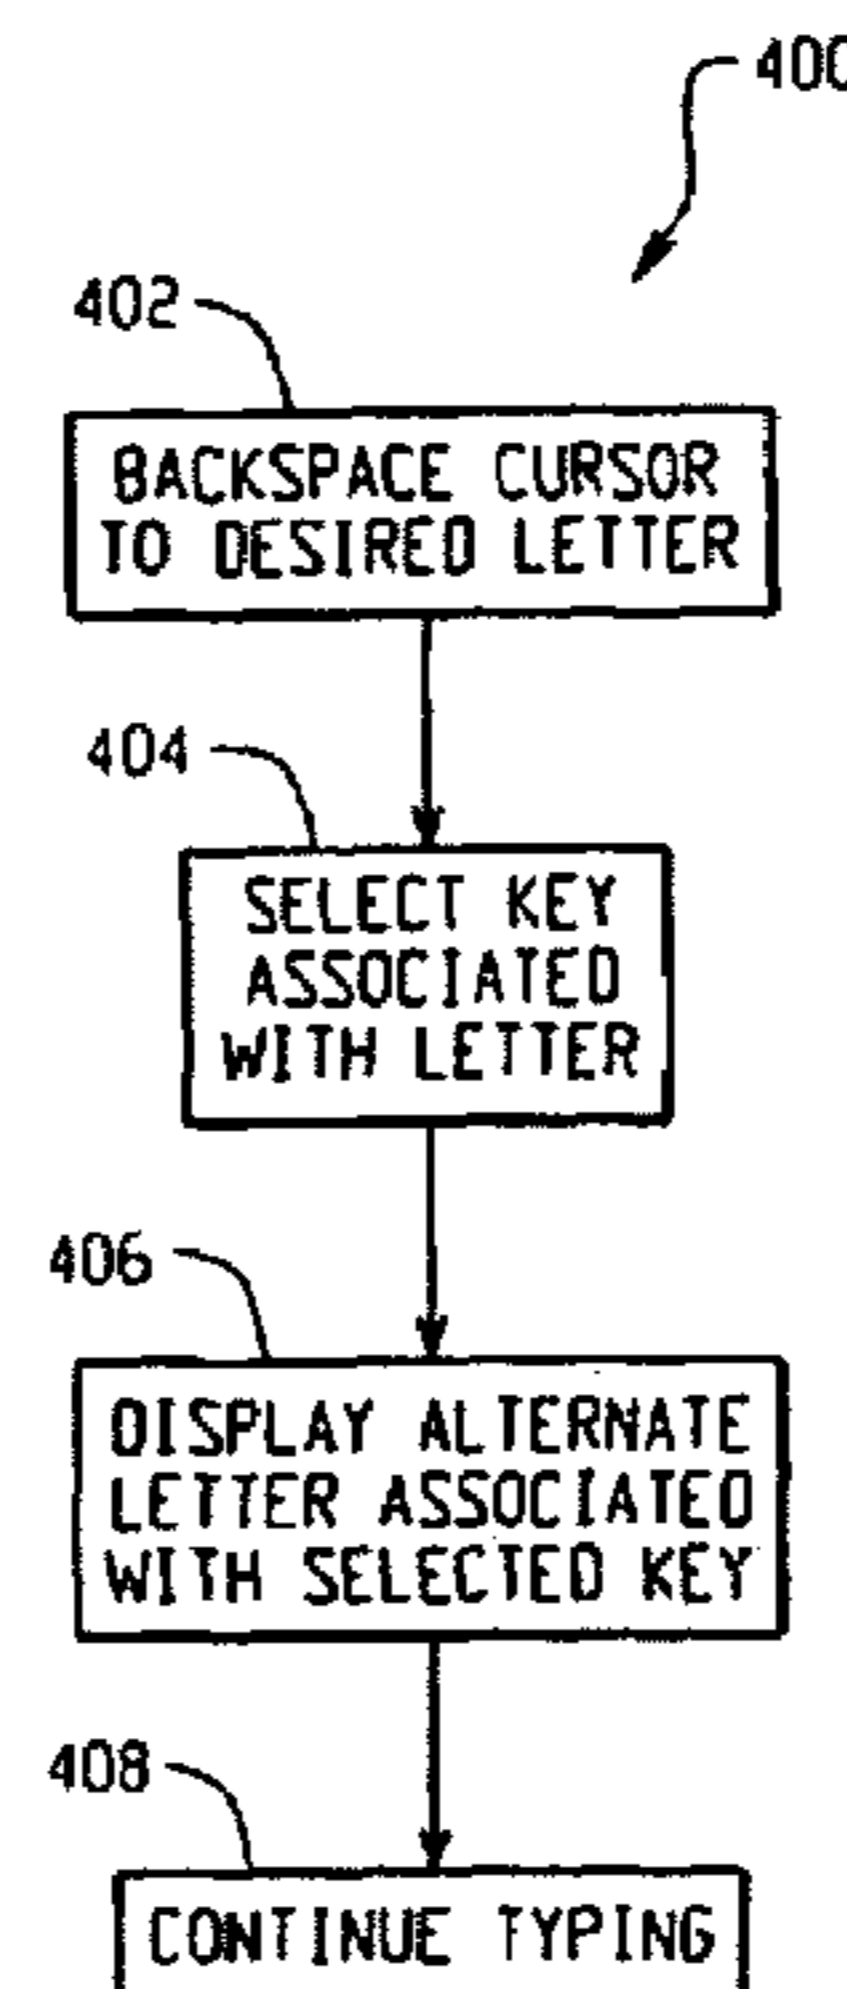 400
402
BACKSPACE CURSOR
TO DESIRED LETTER
404
SELECT KEY
ASSOCIATED
WITH LETTER
406
DISPLAY ALTERNATE
LETTER ASSOCIATED
WITH SELECTED KEY
408
CONTINUE TYPING